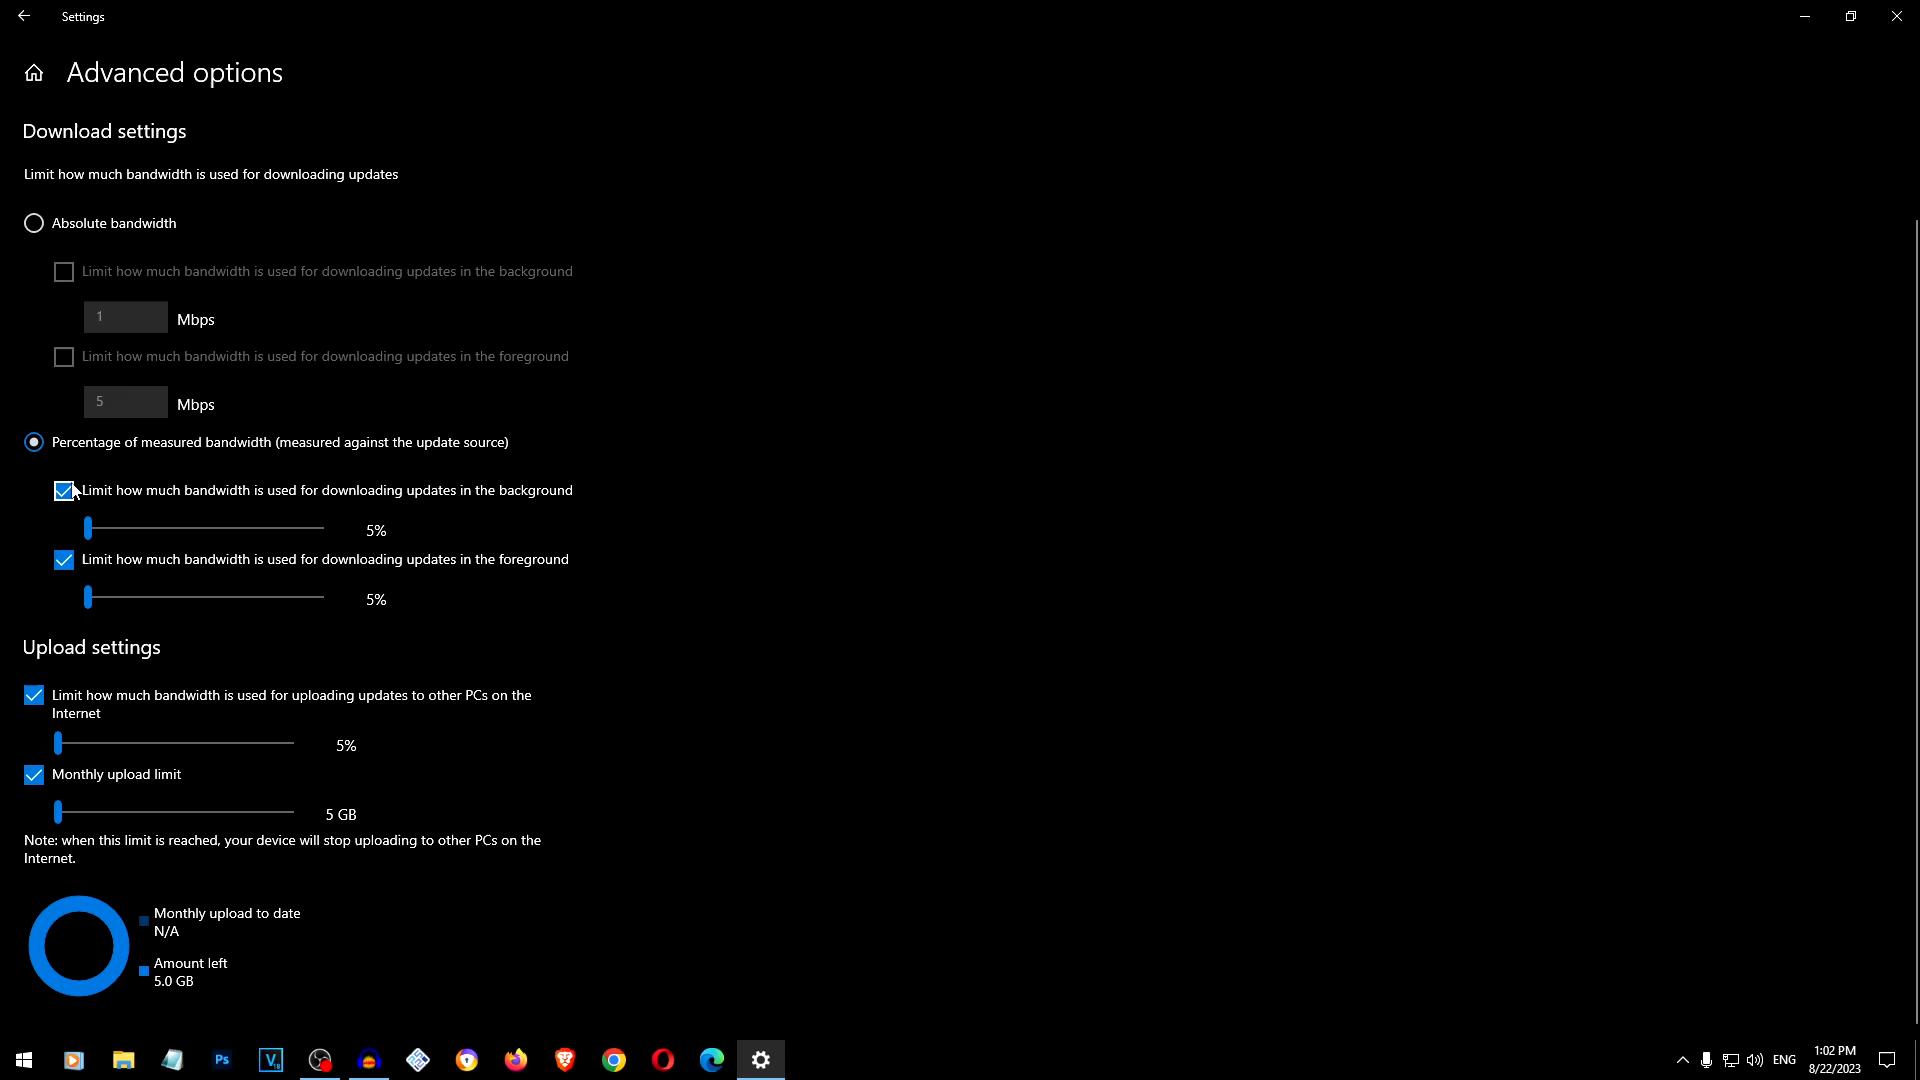 Settings
Advanced options
Download settings
Limit how much bandwidth is used for downloading updates
Absolute bandwidth
Limit how much bandwidth is used for downloading updates in the background
1 Mbps
Limit how much bandwidth is used for downloading updates in the foreground
5 Mbps
Percentage of measured bandwidth (measured against the update source)
Limit how much bandwidth is used for downloading updates in the background
5%
Limit how much bandwidth is used for downloading updates in the foreground
5%
Upload settings
Limit how much bandwidth is used for uploading updates to other PCs on the
Internet
5%
Monthly upload limit
5 GB
Note: when this limit is reached, your device will stop uploading to other PCs on the
Internet.
Monthly upload to date
N/A
Amount left
5.0 GB
Ps
V
18
ENG
1:02 PM
8/22/2023